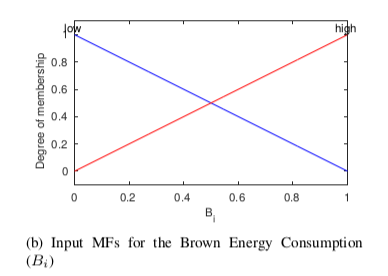 low
high
1
0.8
0.6
0.4
0.2
0
Degree of membership
0 0.2 0.4 0.6 0.8 1
B_i
(b) Input MFs for the Brown Energy Consumption
(B_i)